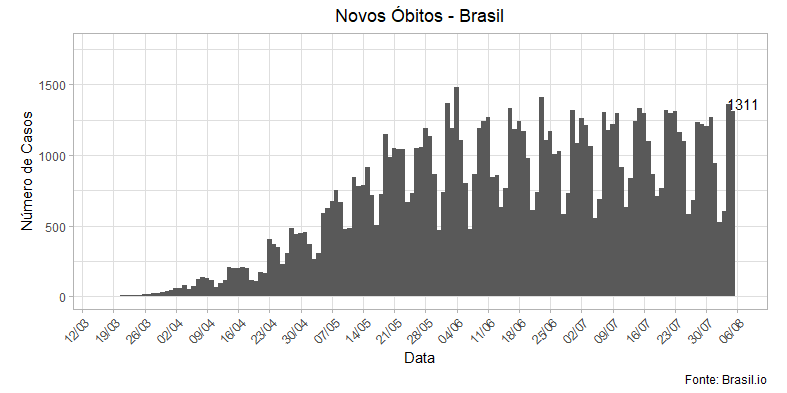 Novos Óbitos - Brasil
Número de Casos
1500
1000
500
0
1311
12/03 19/03 26/03 02/04 09/04 16/04 23/04 30/04 07/05 14/05 21/05 28/05 04/06 11/06 18/06 25/06 02/07 09/07 16/07 23/07 30/07 06/08
Data
Fonte: Brasil.io